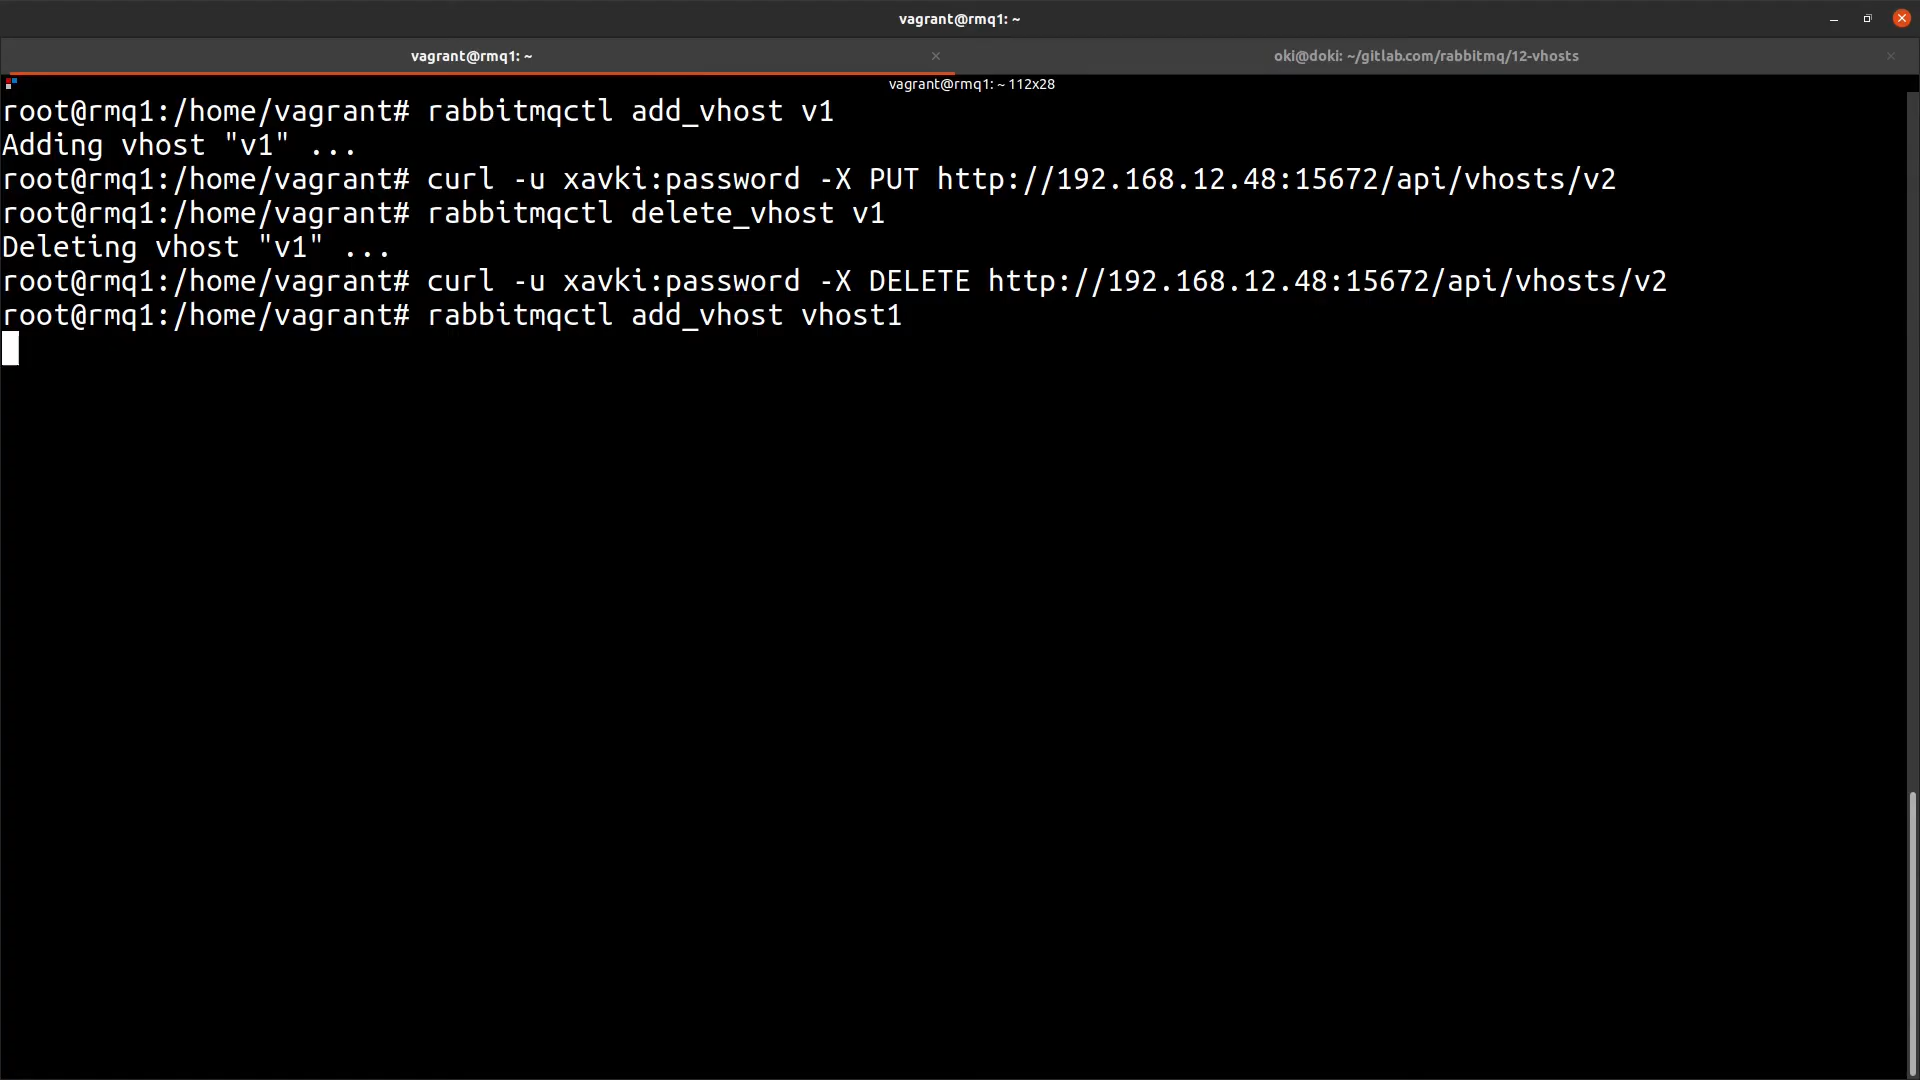 vagrant@rmq1: ~
vagrant@rmq1: ~
oki@doki: ~/gitlab.com/rabbitmq/12-vhosts
vagrant@rmq1: ~ 112x28
root@rmq1:/home/vagrant# rabbitmqctl add_vhost v1
Adding vhost "v1" ...
root@rmq1:/home/vagrant# curl -u xavki:password -X PUT http://192.168.12.48:15672/api/vhosts/v2
root@rmq1:/home/vagrant# rabbitmqctl delete_vhost v1
Deleting vhost "v1" ...
root@rmq1:/home/vagrant# curl -u xavki:password -X DELETE http://192.168.12.48:15672/api/vhosts/v2
root@rmq1:/home/vagrant# rabbitmqctl add_vhost vhost1